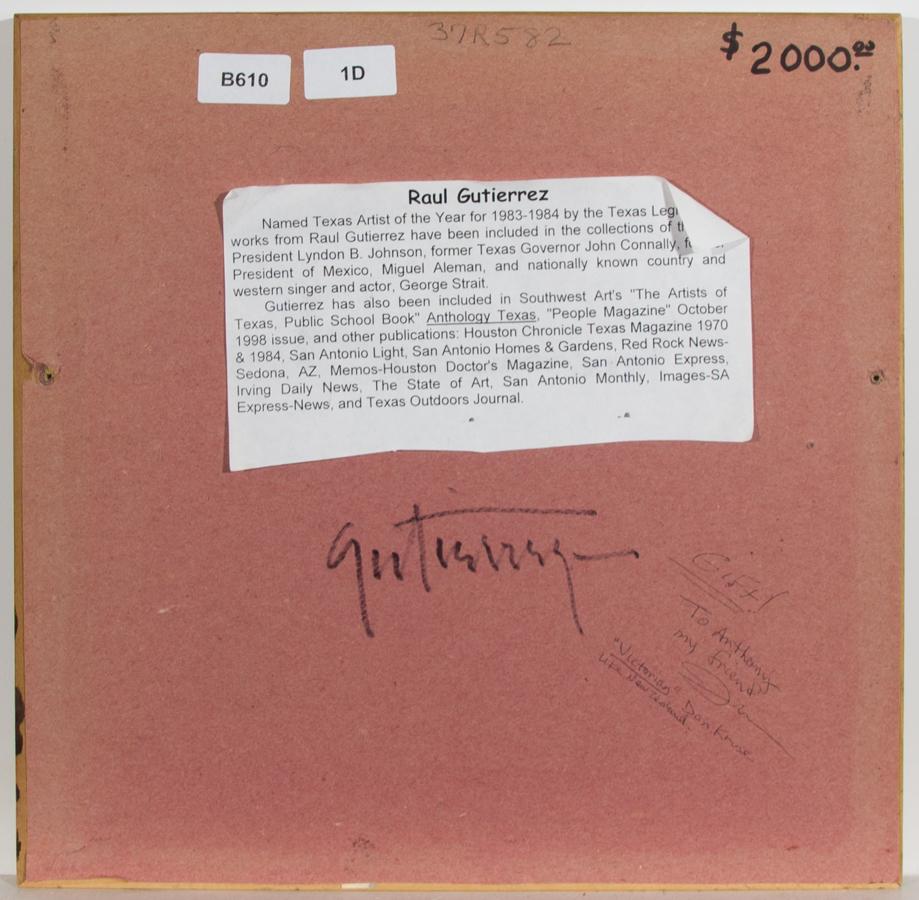 37R582
$2000.00
B610
1D
Raul Gutierrez
Named Texas Artist of the Year for 1983-1984 by the Texas
works from Raul Gutierrez have been included in the collections of
President Lyndon B. Johnson, former Texas Governor John Connally,
President of Mexico, Miguel Aleman, and nationally known country and
western singer and actor, George Strait.
Gutierrez has also been included in Southwest Art's "The Artists of
Texas, Public School Book" Anthology Texas, "People Magazine" October
1998 issue, and other publications: Houston Chronicle Texas Magazine 1970
& 1984, San Antonio Light, San Antonio Homes & Gardens, Red Rock News-
Sedona, AZ, Memos-Houston Doctor's Magazine, San Antonio Express,
Irving Daily News, The State of Art, San Antonio Monthly, Images-SA
Express-News, and Texas Outdoors Journal.
Gutierrez
Gift
To Anthony
my friend
"Victorian" Don Kruse
Like New Zealand.